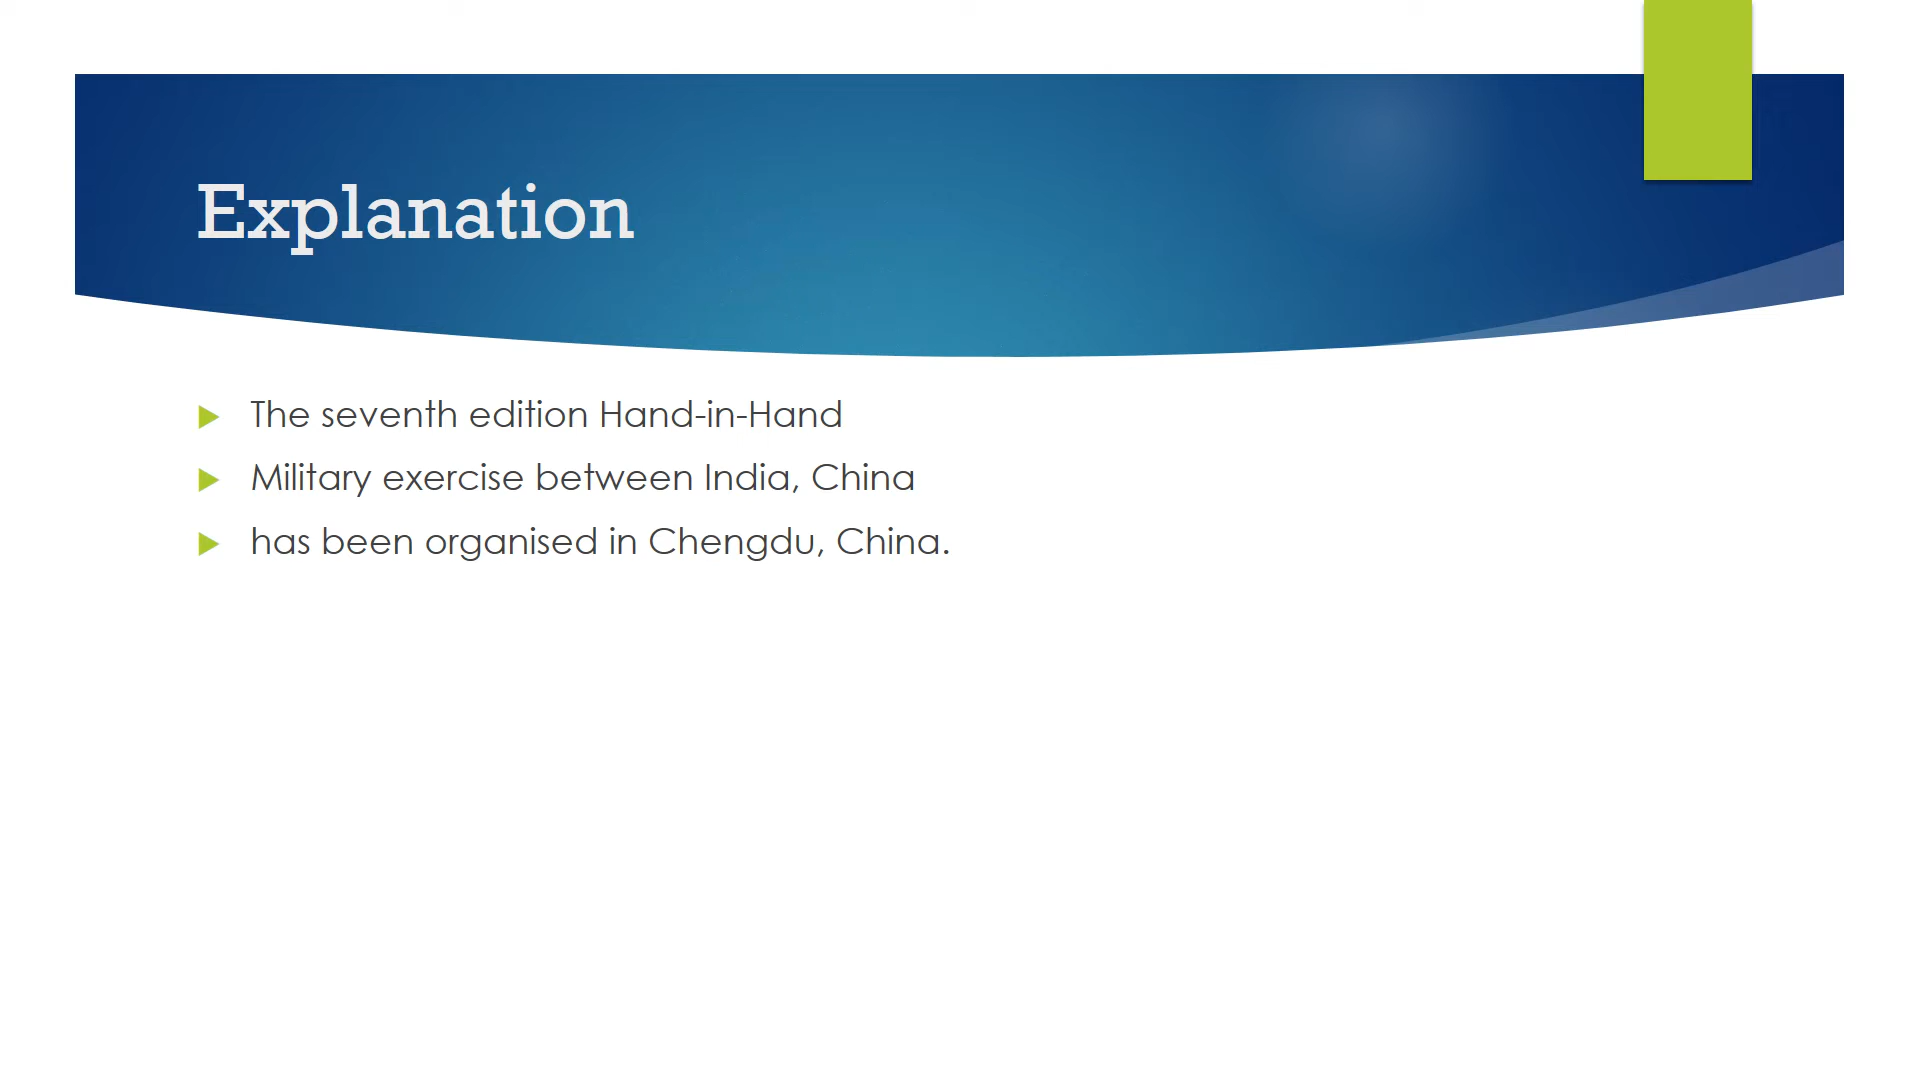 Explanation
The seventh edition Hand-in-Hand
Military exercise between India, China
has been organised in Chengdu, China.